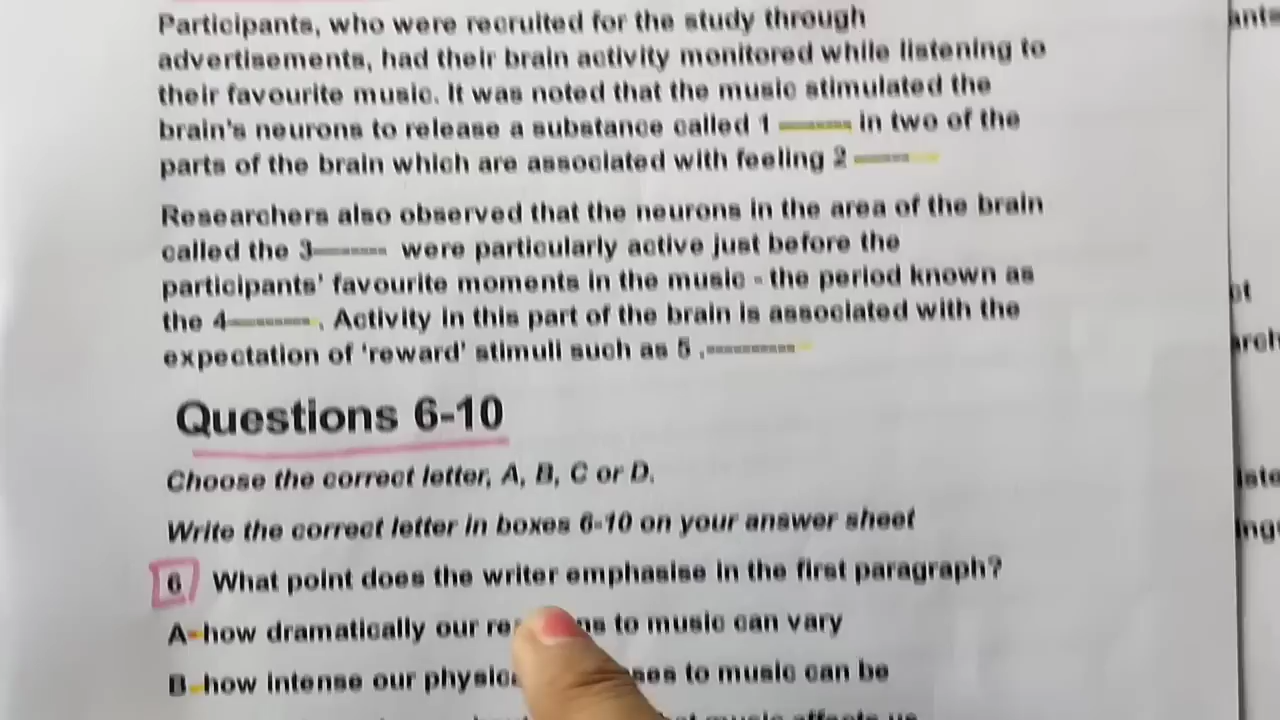 Participants, who were recruited for the study through
advertisements, had their brain activity monitored while listening to
their favourite music. It was noted that the music stimulated the
brain's neurons to release a substance called 1 -------- in two of the
parts of the brain which are associated with feeling 2 ------
Researchers also observed that the neurons in the area of the brain
called the 3-------- were particularly active just before the
participants' favourite moments in the music - the period known as
the 4---------. Activity in this part of the brain is associated with the
expectation of 'reward' stimuli such as 5 .----------
Questions 6-10
Choose the correct letter, A, B, C or D.
Write the correct letter in boxes 6-10 on your answer sheet
6 What point does the writer emphasise in the first paragraph?
A-how dramatically our to music can vary
B-how intense our to music can be
music affects us